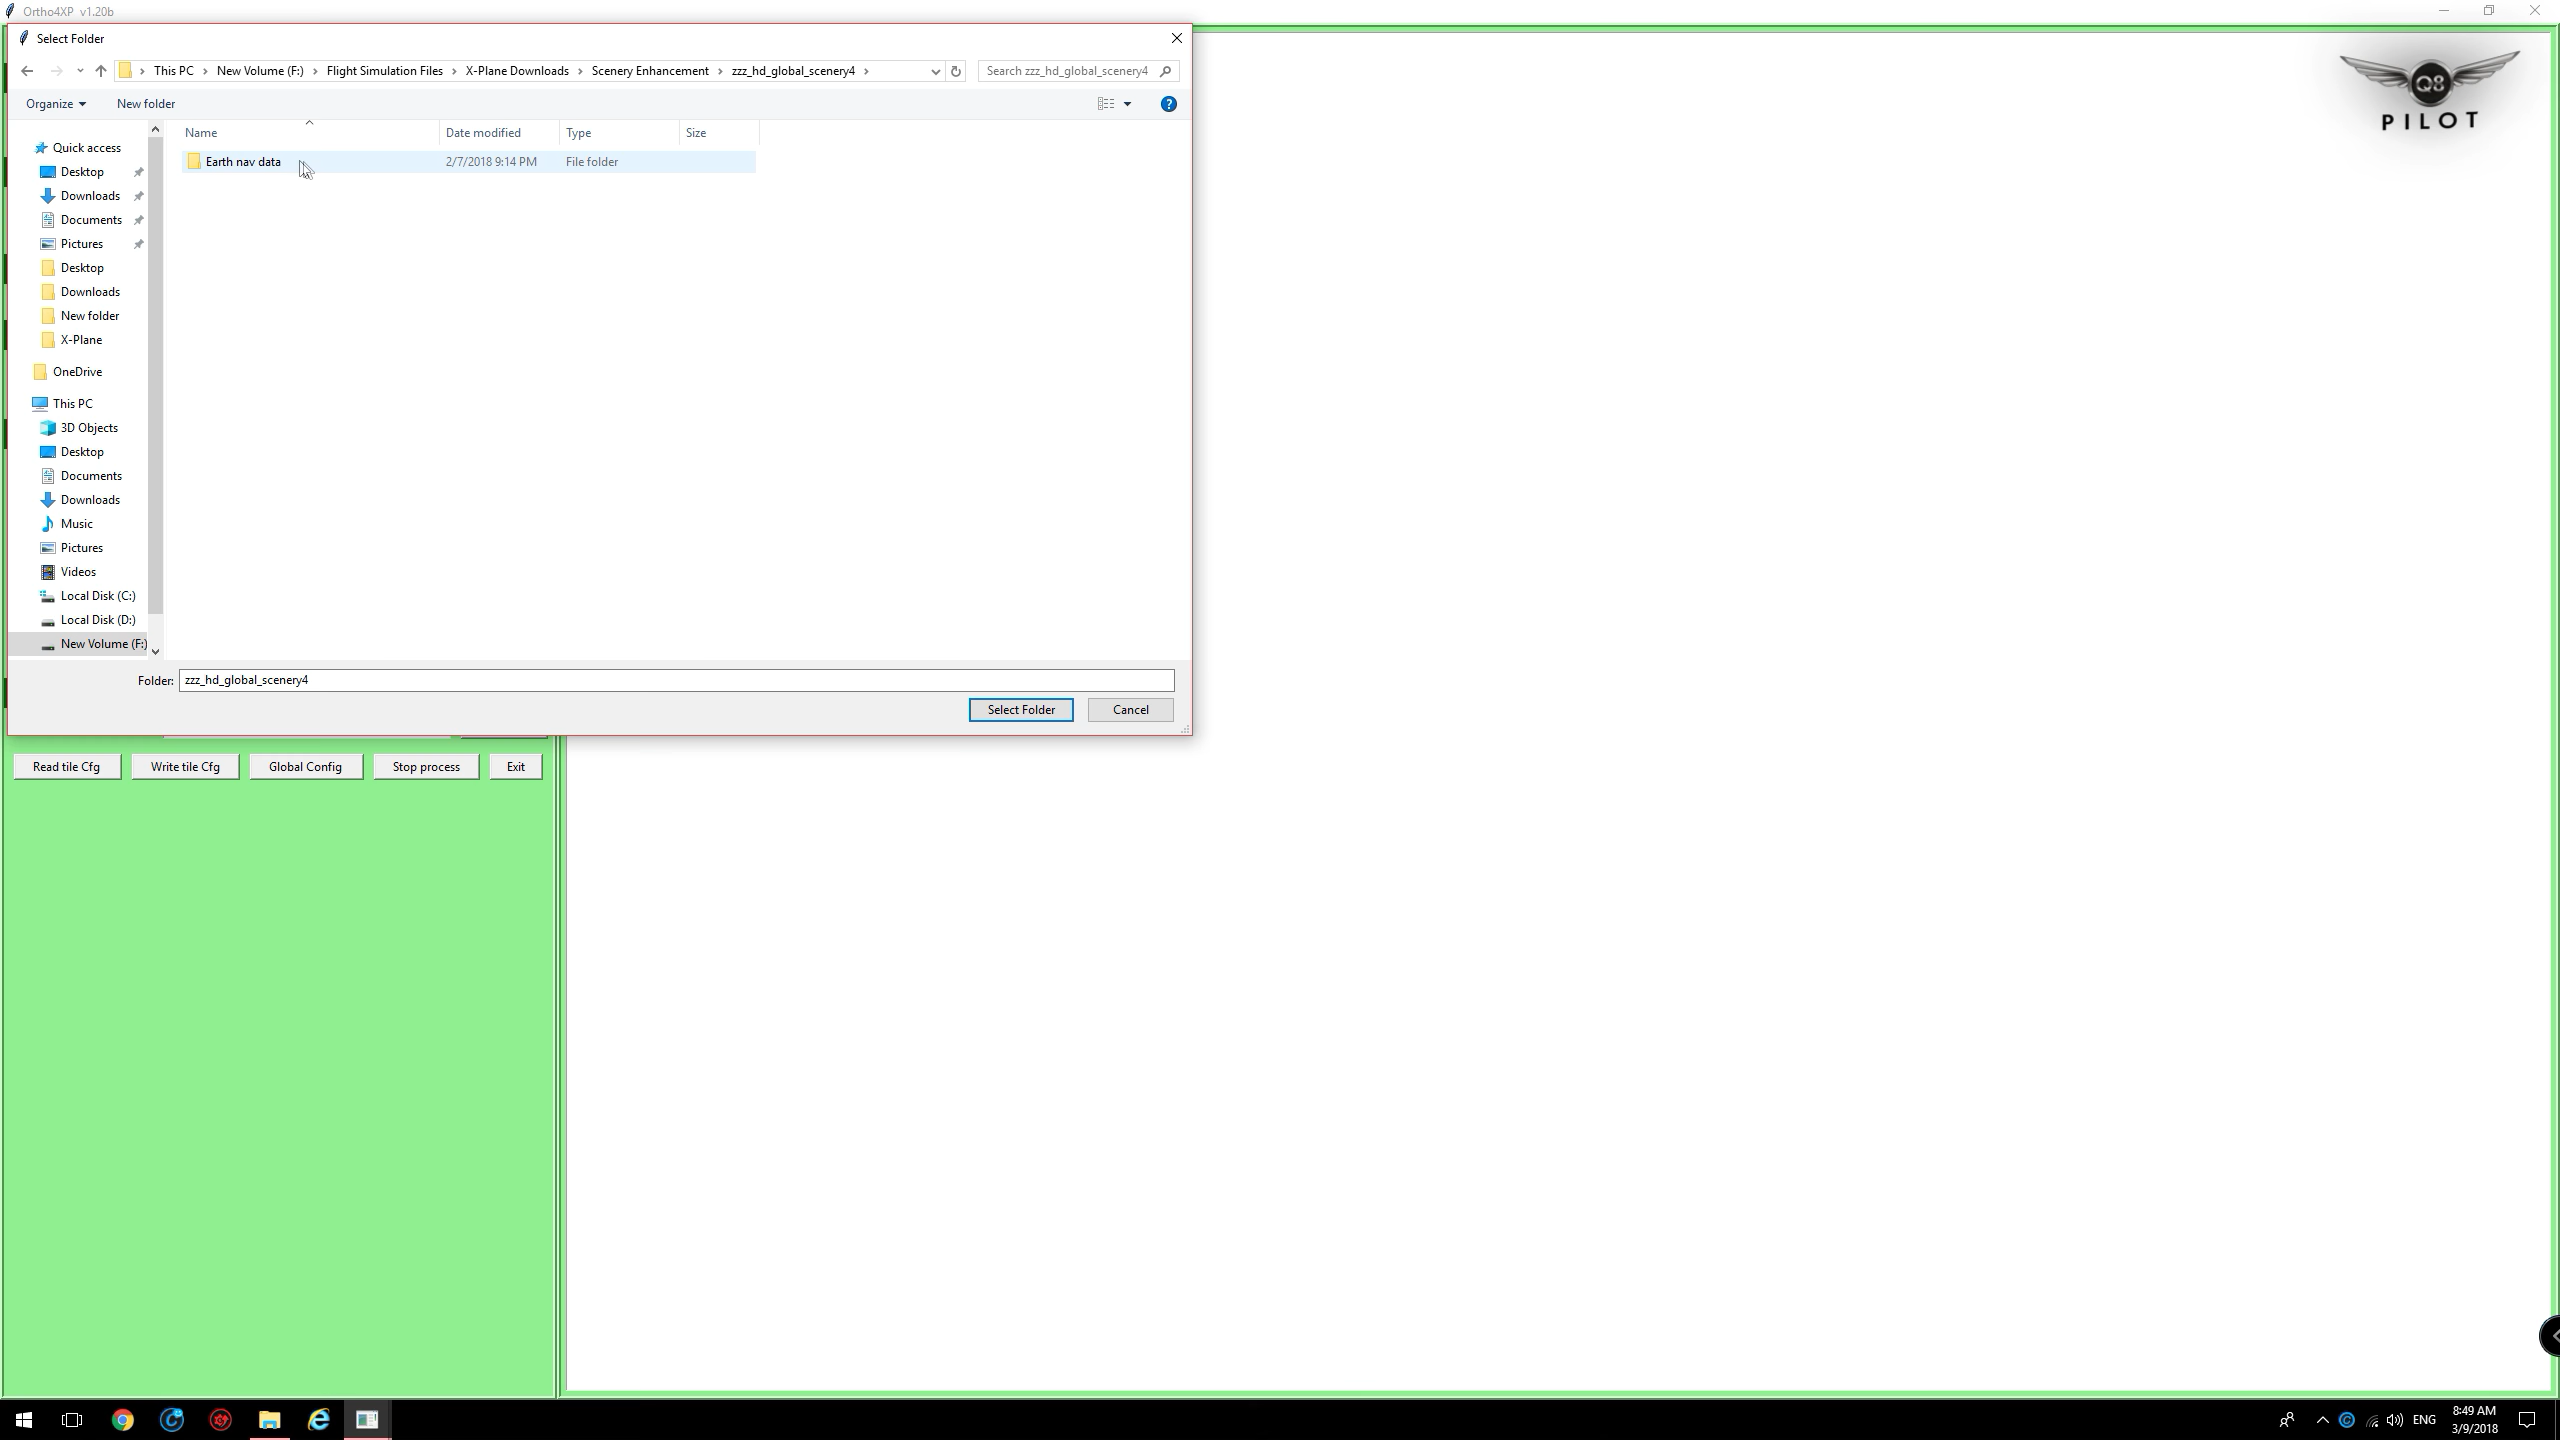 Ortho4XP v1.20b
Select Folder
This PC New Volume (F:) Flight Simulation Files X-Plane Downloads Scenery Enhancement zzz_hd_global_scenery4
Search zzz_hd_global_scenery4
Organize New folder
Name Date modified Type Size
Earth nav data 2/7/2018 9:14 PM File folder
Quick access
Desktop
Downloads
Documents
Pictures
Desktop
Downloads
New folder
X-Plane
OneDrive
This PC
3D Objects
Desktop
Documents
Downloads
Music
Pictures
Videos
Local Disk (C:)
Local Disk (D:)
New Volume (F:)
Folder: zzz_hd_global_scenery4
Select Folder Cancel
Read tile Cfg Write tile Cfg Global Config Stop process Exit
Q8
PILOT
ENG
8:49 AM
3/9/2018